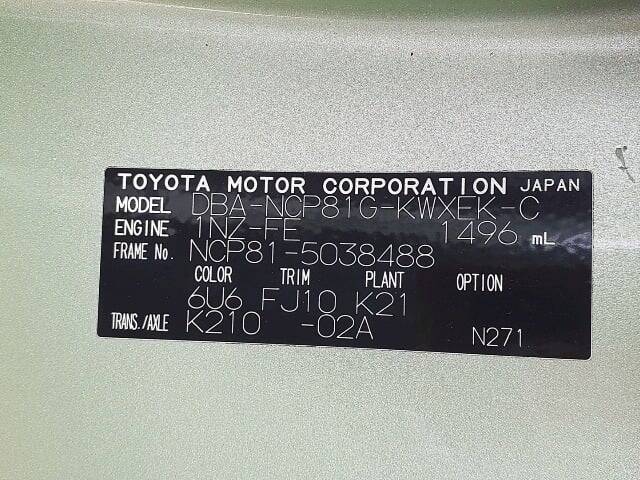 TOYOTA MOTOR CORPORATION JAPAN
MODEL DBA-NCP81G-KWXEK-C
ENGINE 1NZ-FE 1496 mL
FRAME No. NCP81-5038488
COLOR TRIM PLANT OPTION
6U6 FJ10 K21
TRANS./AXLE K210 -02A N271